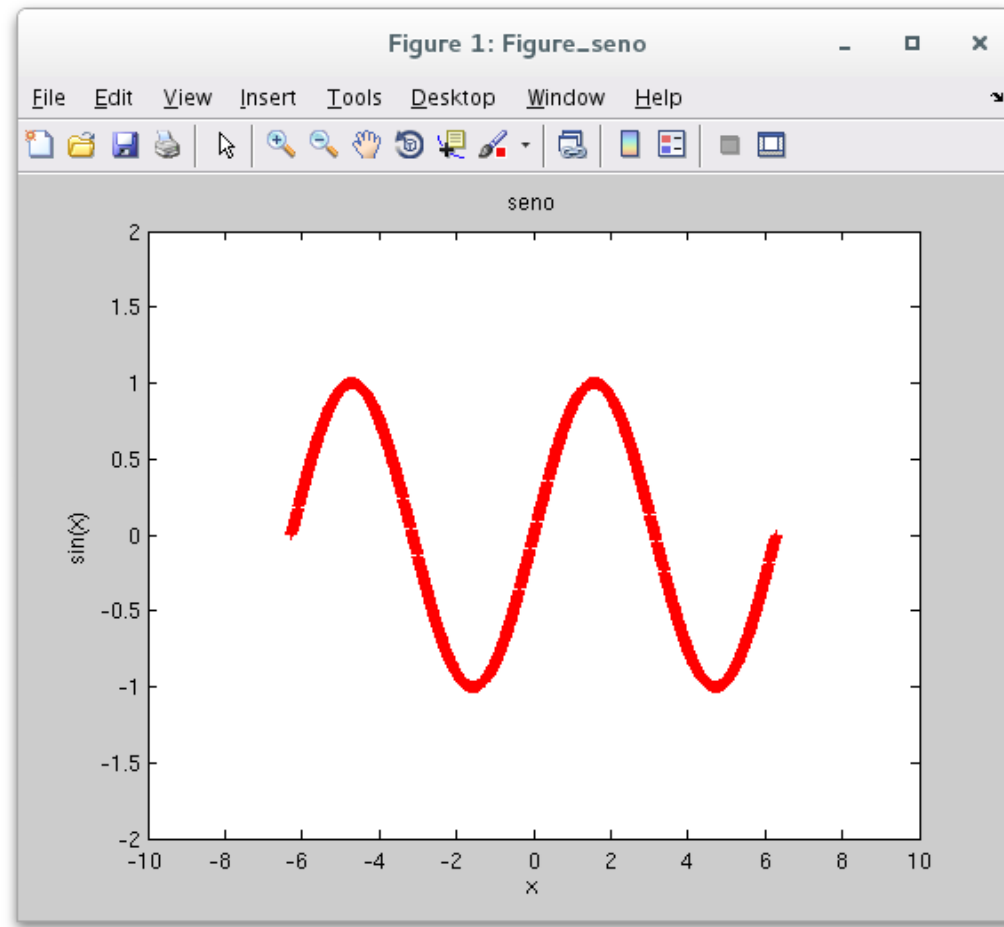 Figure 1: Figure_seno
File Edit View Insert Tools Desktop Window Help
seno
2
1.5
1
0.5
0
-0.5
-1
-1.5
-2
sin(x)
-10 -8 -6 -4 -2 0 2 4 6 8 10
x